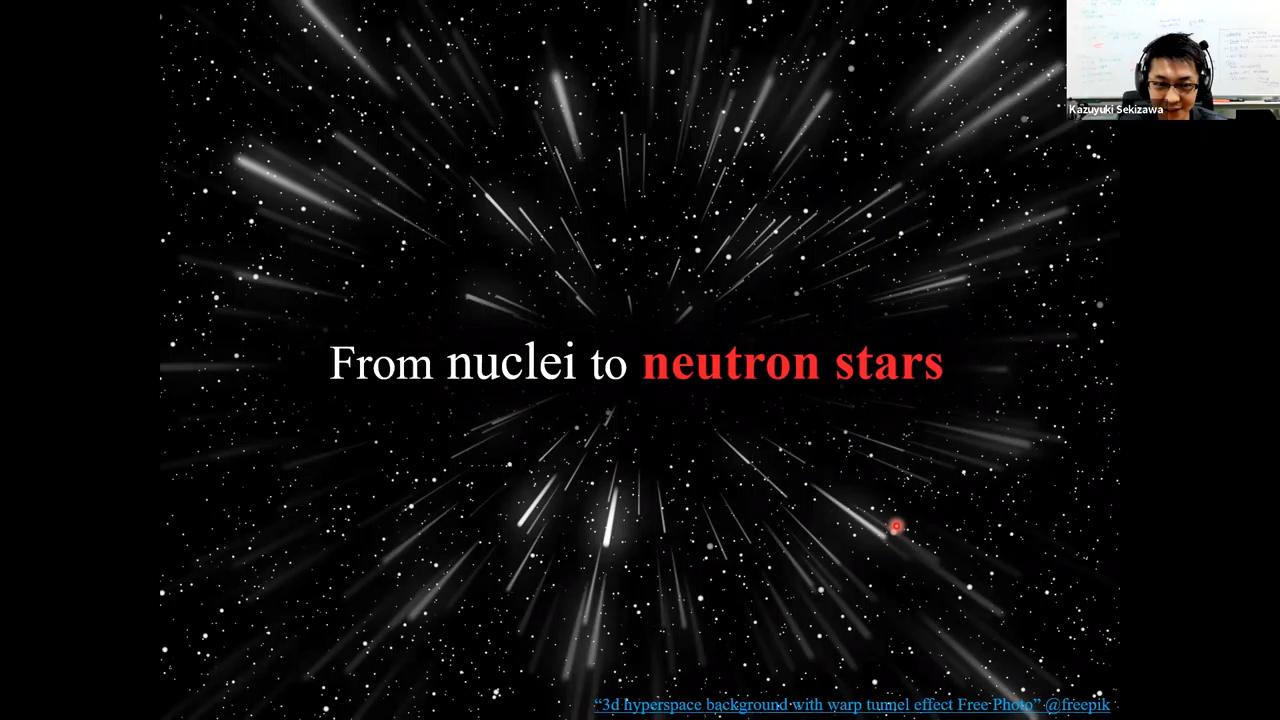 Kazuyuki Sekizawa
From nuclei to neutron stars
“3d hyperspace background with warp tunnel effect Free Photo” @freepik